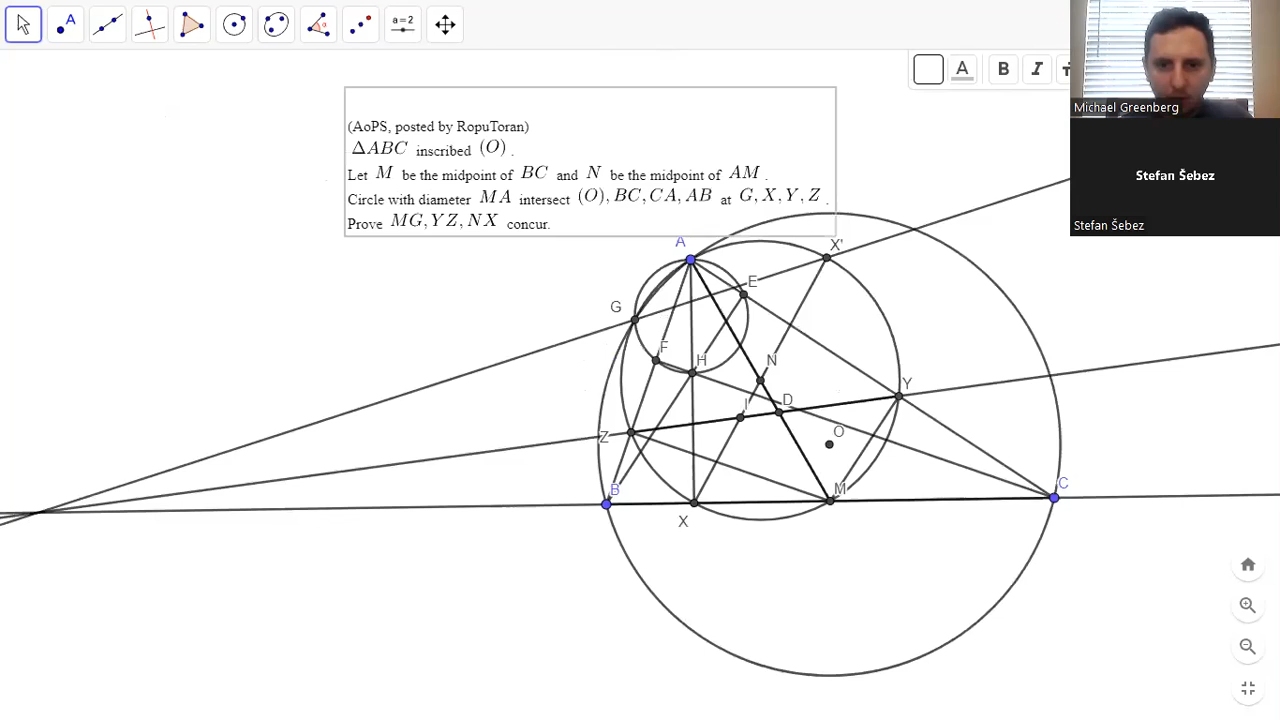 a=2
A B I
Michael Greenberg
Stefan Šebez
Stefan Šebez
(AoPS, posted by RopuToran)
ΔABC inscribed (O) .
Let M be the midpoint of BC and N be the midpoint of AM .
Circle with diameter MA intersect (O), BC, CA, AB at G, X, Y, Z .
Prove MG, YZ, NX concur.
A
X'
E
G
F
H
N
Y
D
I
O
Z
B
M
C
X